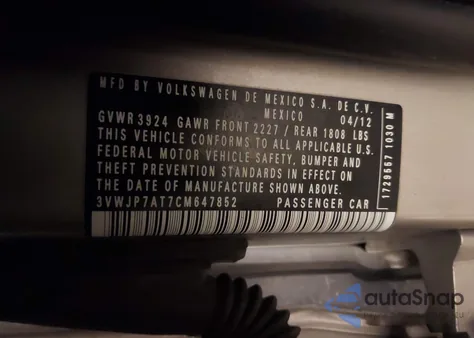 MFD BY VOLKSWAGEN DE MEXICO S.A. DE C.V.
MEXICO 04/12
GVWR 3924 GAWR FRONT 2227 / REAR 1808 LBS
THIS VEHICLE CONFORMS TO ALL APPLICABLE U.S.
FEDERAL MOTOR VEHICLE SAFETY, BUMPER AND
THEFT PREVENTION STANDARDS IN EFFECT ON
THE DATE OF MANUFACTURE SHOWN ABOVE.
3VWJP7AT7CM647852 PASSENGER CAR
1729567 1030 M
autaSnap